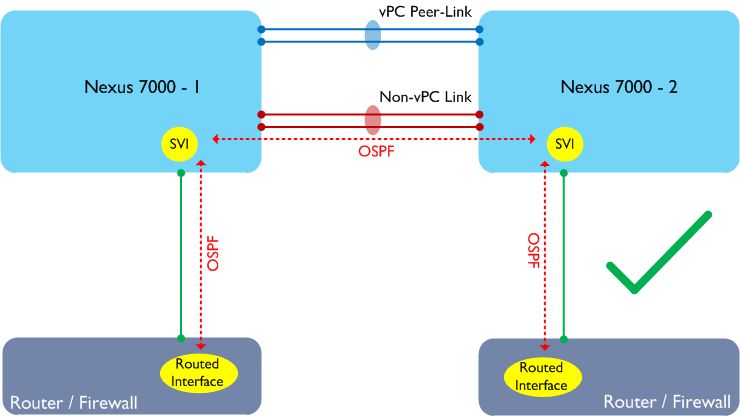 vPC Peer-Link
Nexus 7000 - 1
Nexus 7000 - 2
Non-vPC Link
SVI
SVI
OSPF
OSPF
OSPF
Routed
Interface
Routed
Interface
Router / Firewall
Router / Firewall